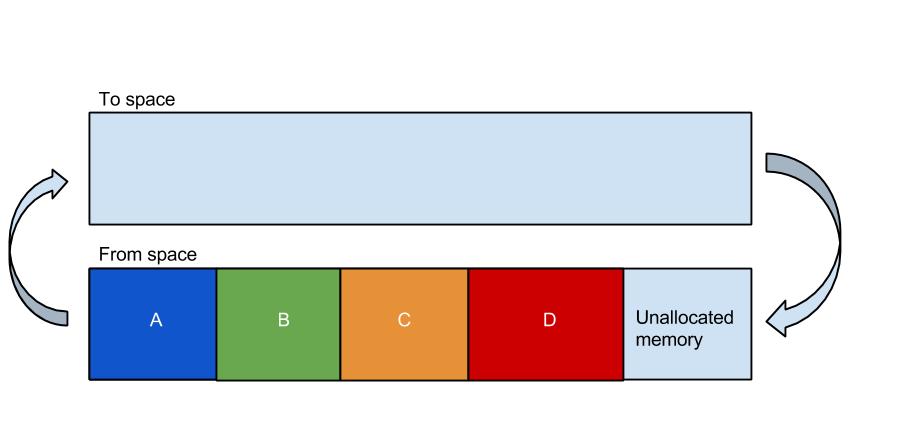 To space
From space
A
B
C
D
Unallocated
memory